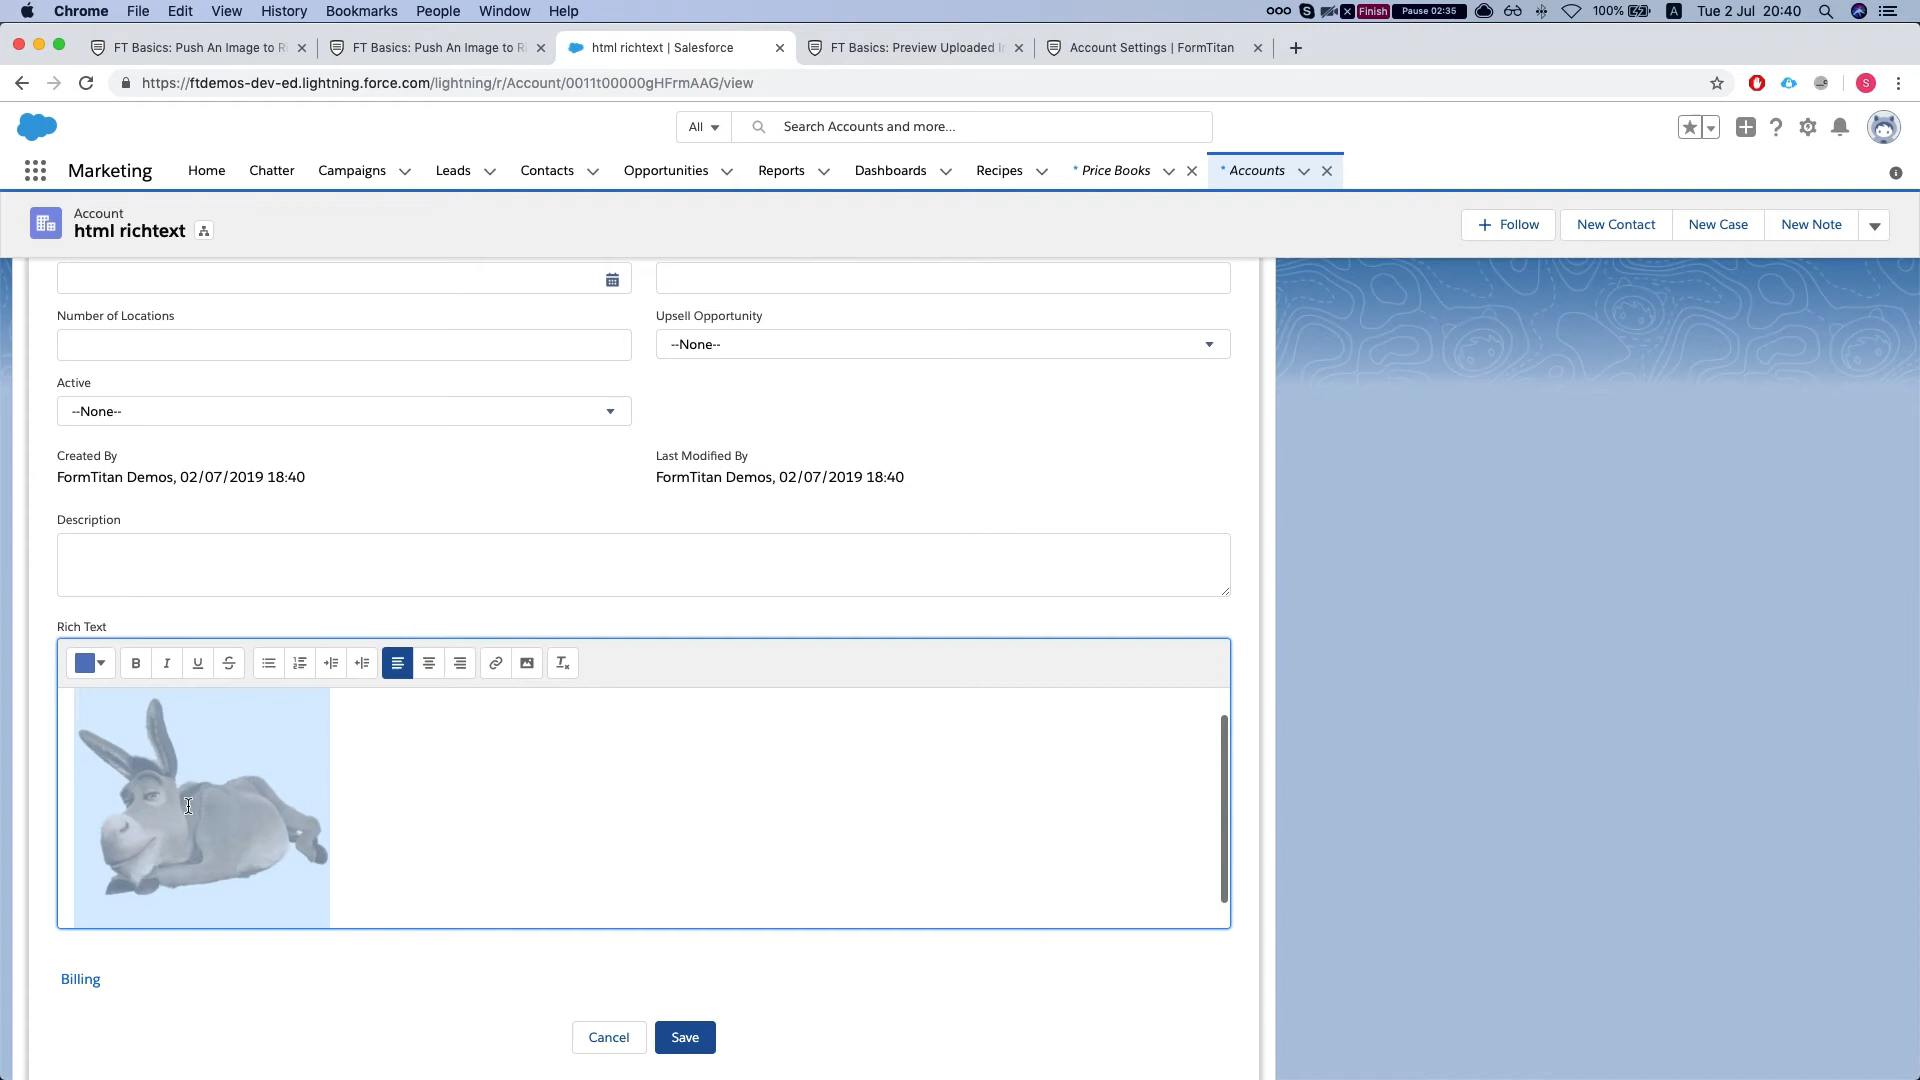 Chrome File Edit View History Bookmarks People Window Help Finish Pause 02:35 100% A Tue 2 Jul 20:40
FT Basics: Push An Image to Ri FT Basics: Push An Image to Ri html richtext | Salesforce FT Basics: Preview Uploaded Account Settings | FormTitan
https://ftdemos-dev-ed.lightning.force.com/lightning/r/Account/0011t00000gHFrmAAG/view S
All Search Accounts and more...
Marketing Home Chatter Campaigns Leads Contacts Opportunities Reports Dashboards Recipes * Price Books * Accounts
Account
html richtext
Follow New Contact New Case New Note
Number of Locations Upsell Opportunity
--None--
Active
--None--
Created By Last Modified By
FormTitan Demos, 02/07/2019 18:40 FormTitan Demos, 02/07/2019 18:40
Description
Rich Text
B I U S
Billing
Cancel Save